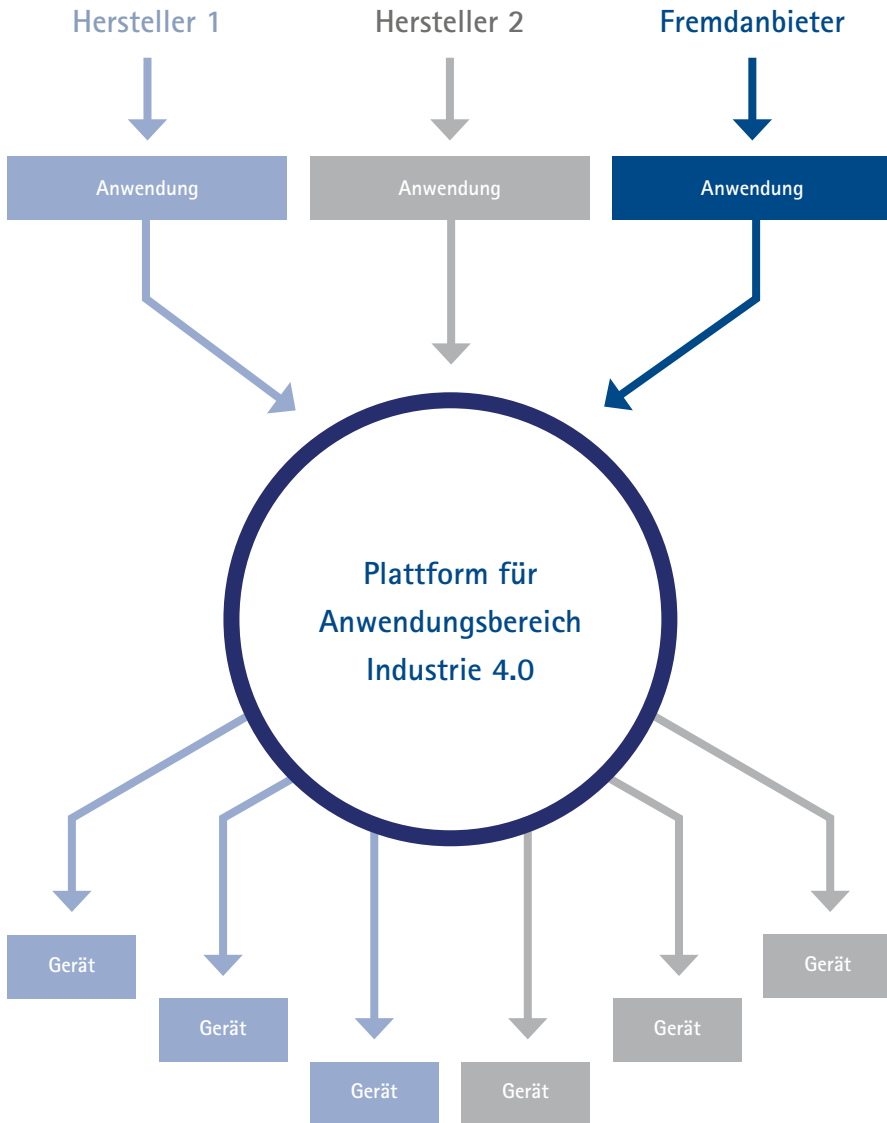 Hersteller 1
Hersteller 2
Fremdanbieter
Anwendung
Anwendung
Anwendung
Plattform für
Anwendungsbereich
Industrie 4.0
Gerät
Gerät
Gerät
Gerät
Gerät
Gerät